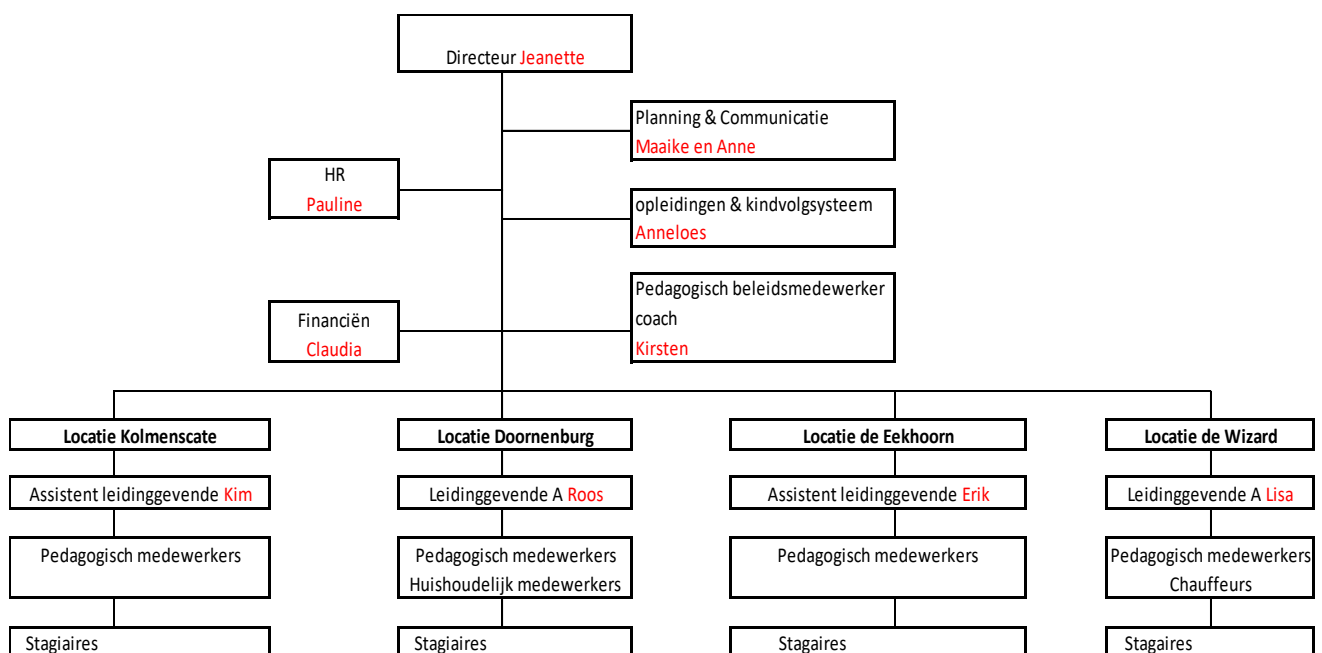 Directeur Jeanette
Planning & Communicatie
Maaike en Anne
HR
Pauline
opleidingen & kindvolgsysteem
Anneloes
Pedagogisch beleidsmedewerker
coach
Kirsten
Financiën
Claudia
Locatie Kolmenscate
Locatie Doornenburg
Locatie de Eekhoorn
Locatie de Wizard
Assistent leidinggevende Kim
Leidinggevende A Roos
Assistent leidinggevende Erik
Leidinggevende A Lisa
Pedagogisch medewerkers
Pedagogisch medewerkers
Huishoudelijk medewerkers
Pedagogisch medewerkers
Pedagogisch medewerkers
Chauffeurs
Stagiaires
Stagiaires
Stagaires
Stagaires